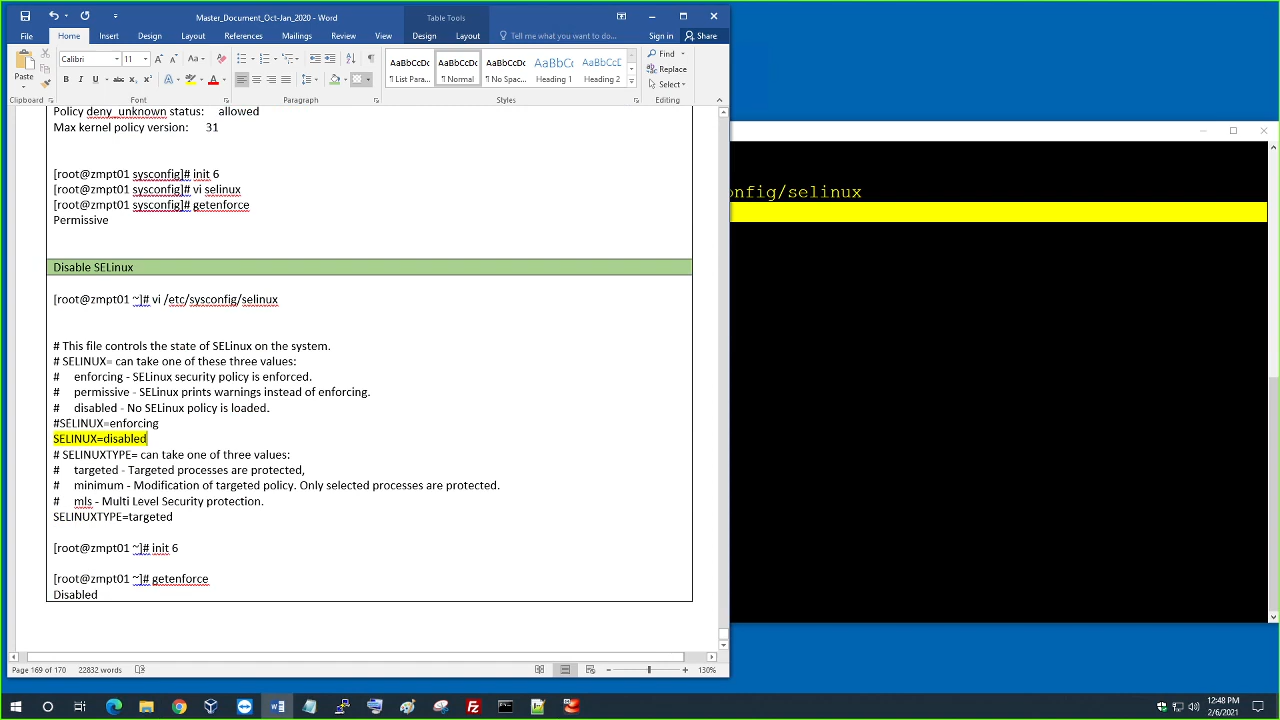 Master_Document_Oct-Jan_2020 - Word
Table Tools
File
Home
Insert
Design
Layout
References
Mailings
Review
View
Design
Layout
Tell me what you want to do...
Sign in
Share
Paste
Calibri
11
Aa
B I U abc X₂ X²
AaBbCcDc
¶ List Para...
AaBbCcDc
¶ Normal
AaBbCcDc
¶ No Spac...
AaBbCc
Heading 1
AaBbCcD
Heading 2
Find
Replace
Select
Clipboard
Font
Paragraph
Styles
Editing
Policy deny_unknown status: allowed
Max kernel policy version: 31
[root@zmpt01 sysconfig]# init 6
[root@zmpt01 sysconfig]# vi selinux
[root@zmpt01 sysconfig]# getenforce
Permissive
Disable SELinux
[root@zmpt01 ~]# vi /etc/sysconfig/selinux
# This file controls the state of SELinux on the system.
# SELINUX= can take one of these three values:
# enforcing - SELinux security policy is enforced.
# permissive - SELinux prints warnings instead of enforcing.
# disabled - No SELinux policy is loaded.
#SELINUX=enforcing
SELINUX=disabled
# SELINUXTYPE= can take one of three values:
# targeted - Targeted processes are protected,
# minimum - Modification of targeted policy. Only selected processes are protected.
# mls - Multi Level Security protection.
SELINUXTYPE=targeted
[root@zmpt01 ~]# init 6
[root@zmpt01 ~]# getenforce
Disabled
onfig/selinux
Page 169 of 170
22832 words
130%
12:48 PM
2/6/2021